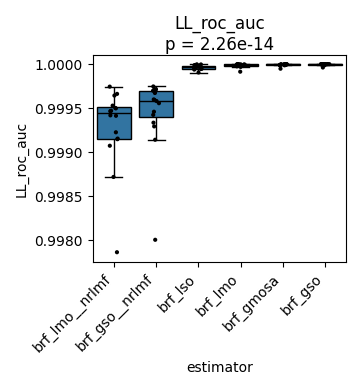 LL_roc_auc
p = 2.26e-14
1.0000
0.9995
0.9990
0.9985
0.9980
LL_roc_auc
brf_lmo__nrlmf
brf_gso__nrlmf
brf_lso
brf_lmo
brf_gmosa
brf_gso
estimator